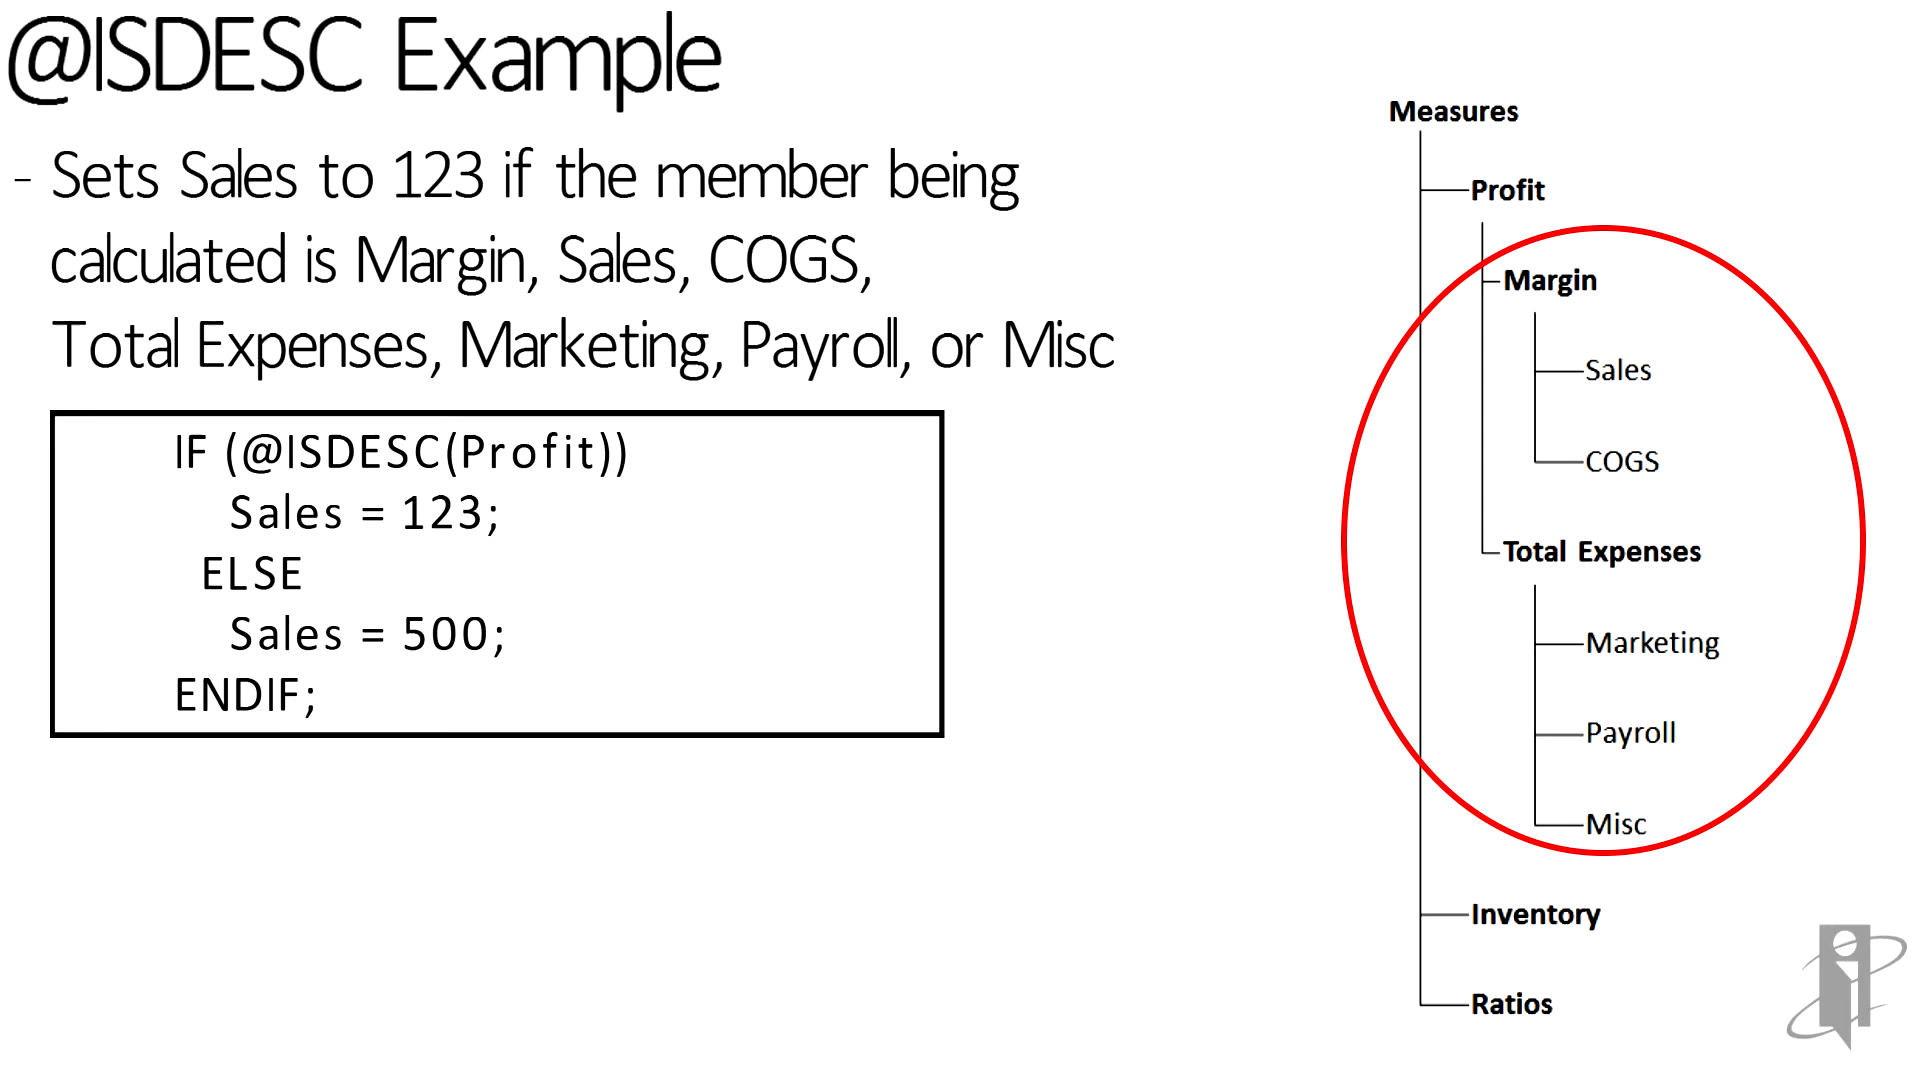 @ISDESC Example
- Sets Sales to 123 if the member being
calculated is Margin, Sales, COGS,
Total Expenses, Marketing, Payroll, or Misc
IF (@ISDESC(Profit))
Sales = 123;
ELSE
Sales = 500;
ENDIF;
Measures
Profit
Margin
Sales
COGS
Total Expenses
Marketing
Payroll
Misc
Inventory
Ratios